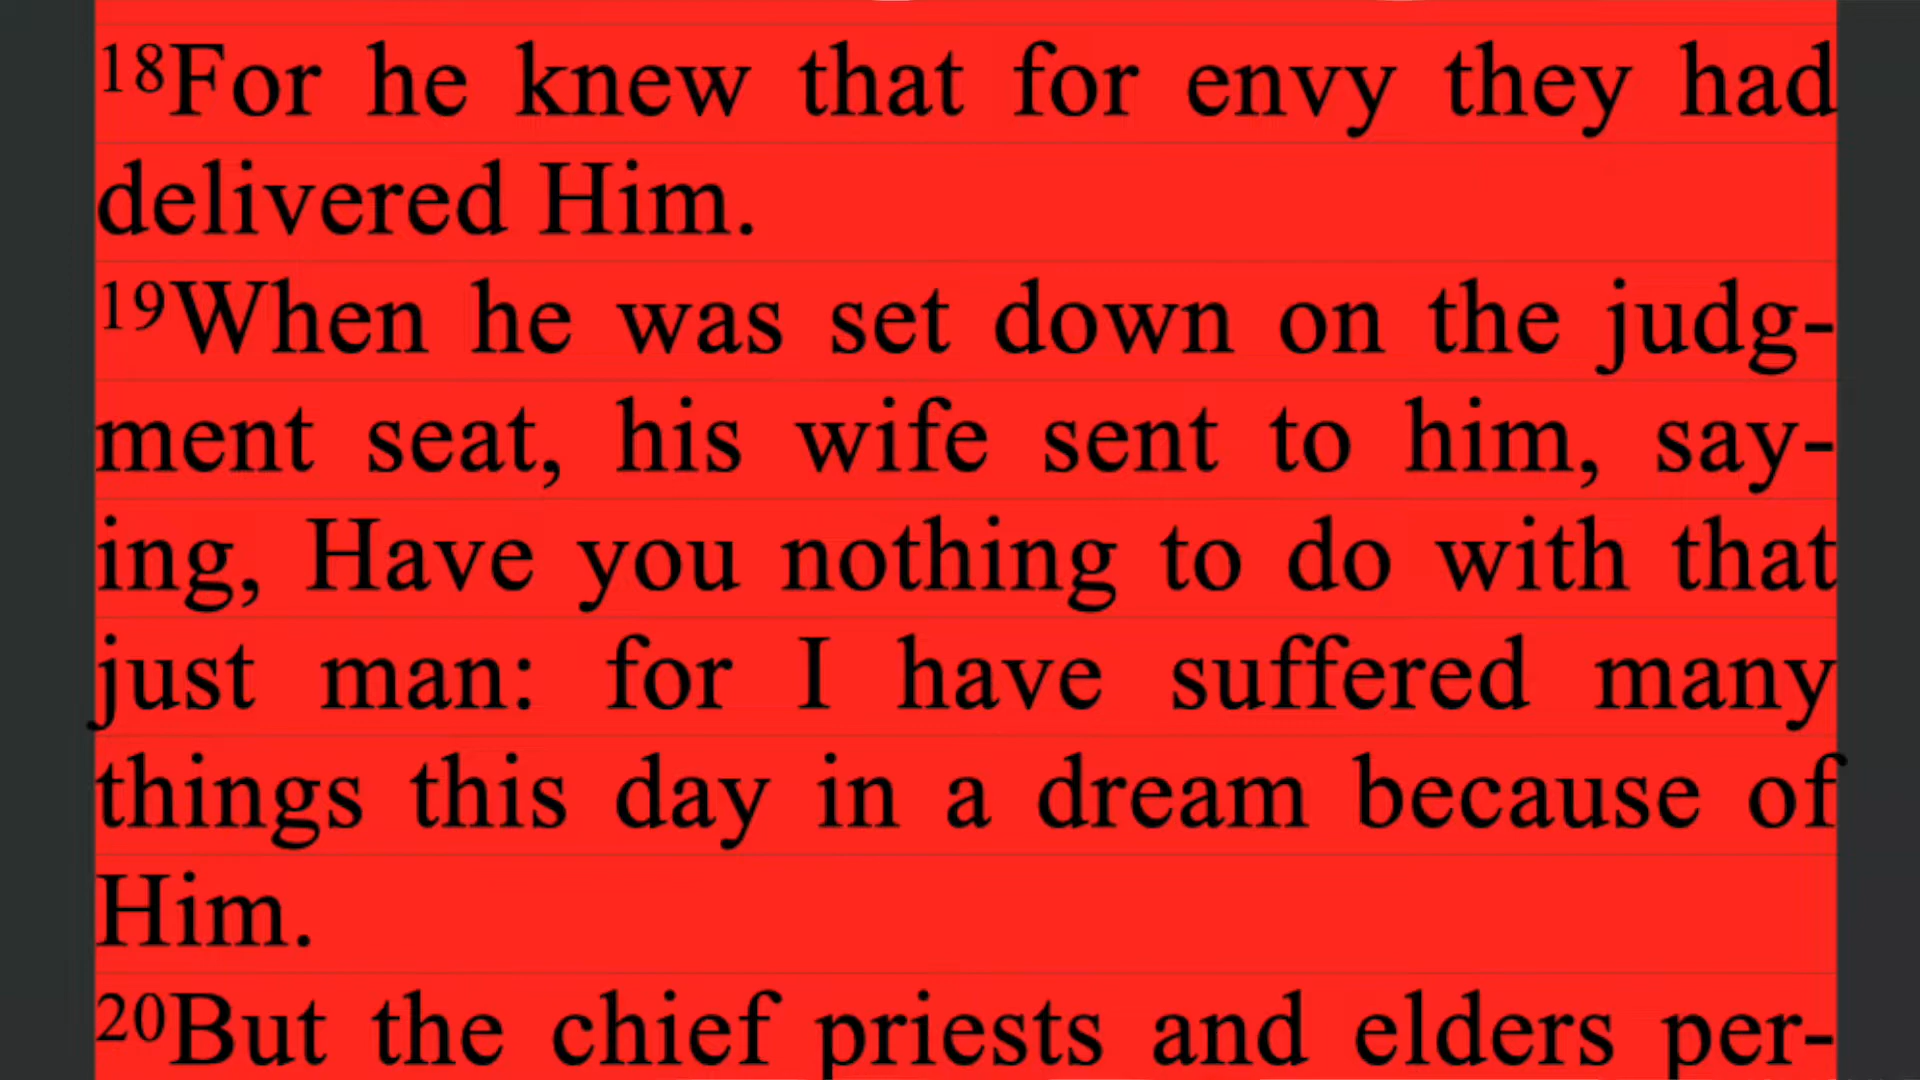 18For he knew that for envy they had
delivered Him.
19When he was set down on the judg-
ment seat, his wife sent to him, say-
ing, Have you nothing to do with that
just man: for I have suffered many
things this day in a dream because of
Him.
20But the chief priests and elders per-